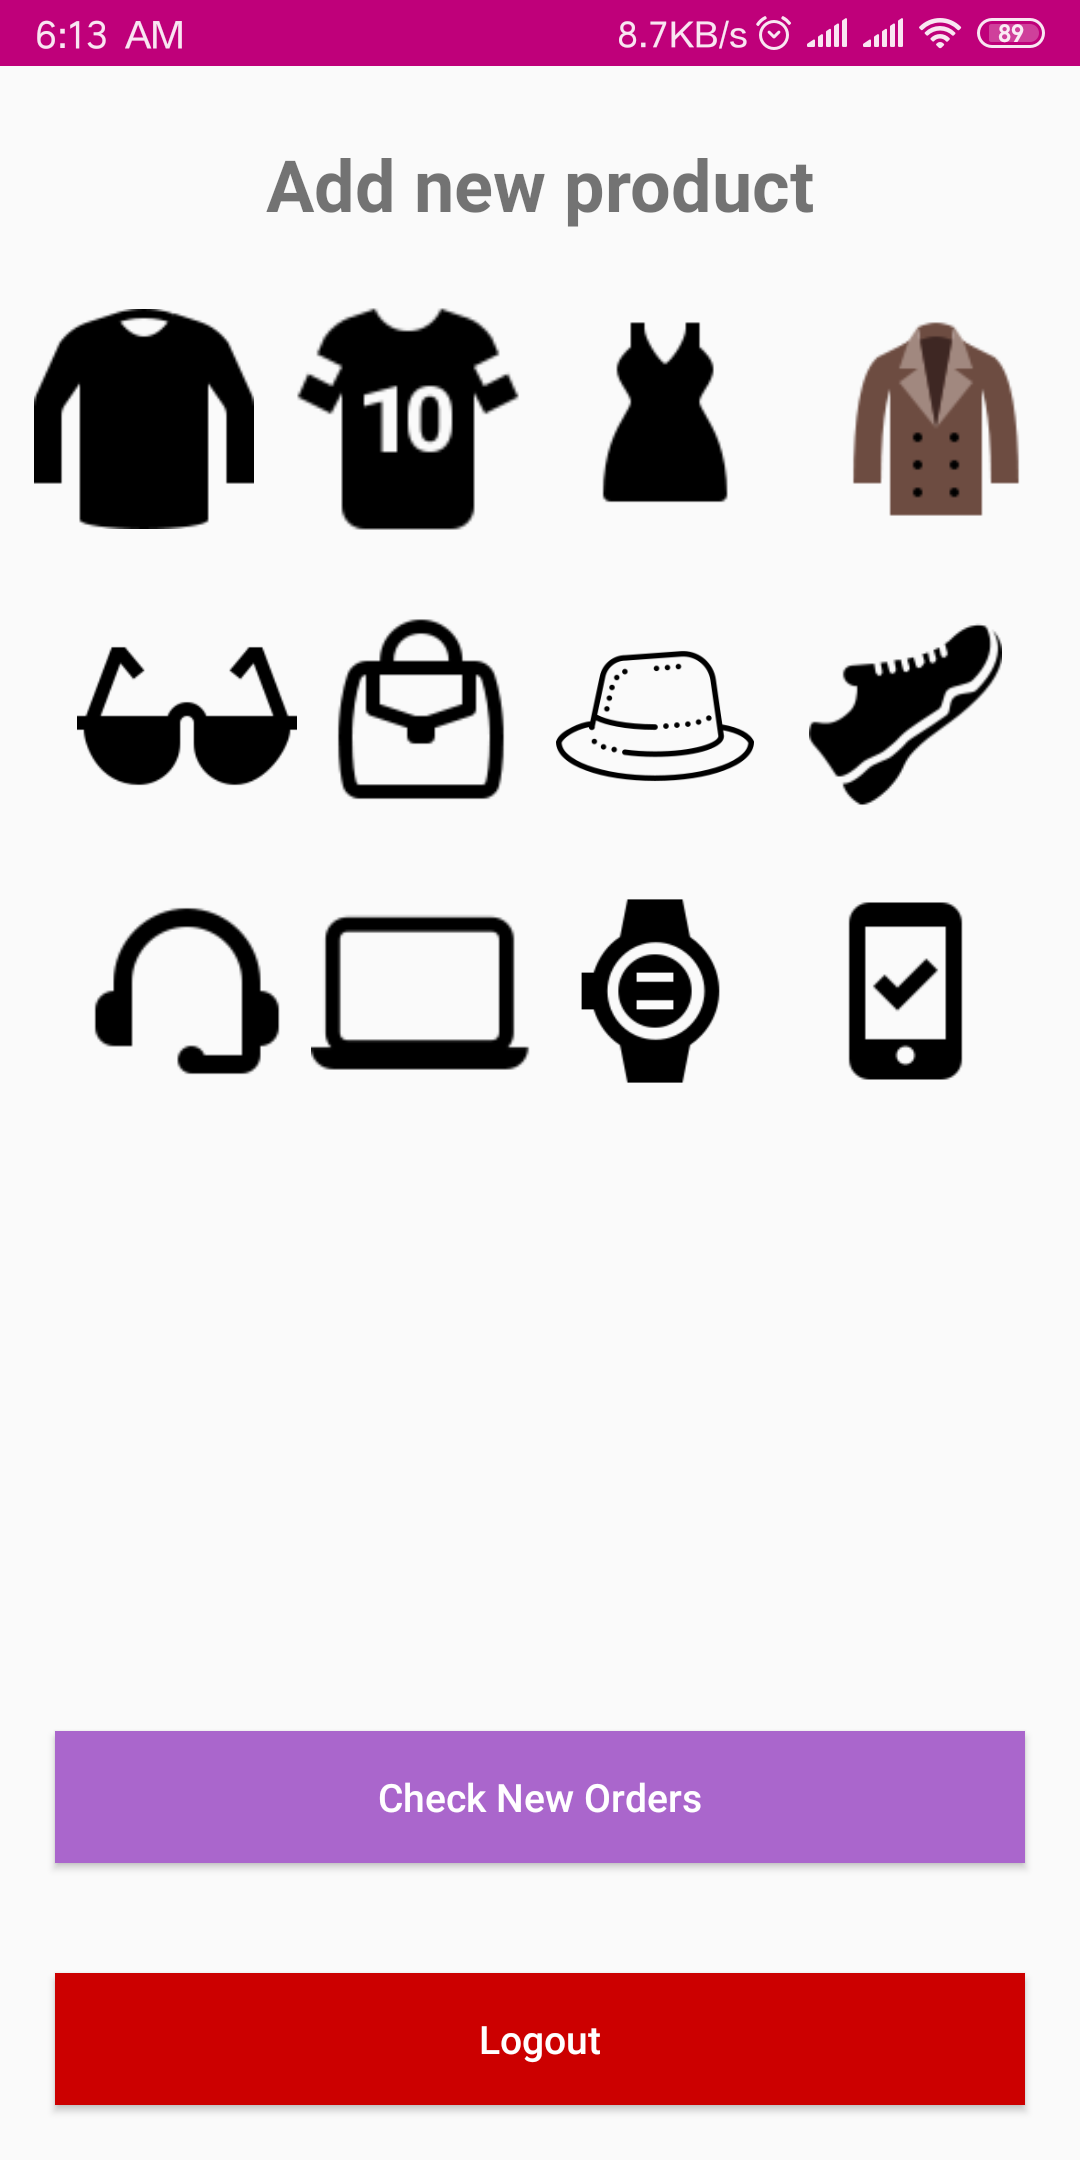 6:13 AM 8.7KB/s 89
Add new product
10
Check New Orders
Logout